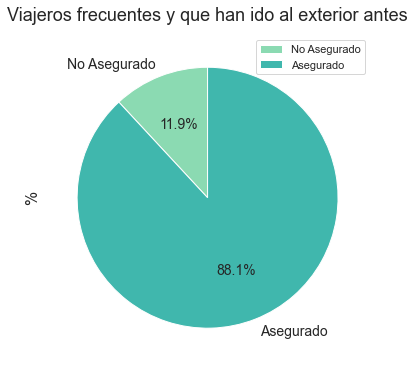 Viajeros frecuentes y que han ido al exterior antes
No Asegurado
Asegurado
No Asegurado
11.9%
%
88.1%
Asegurado